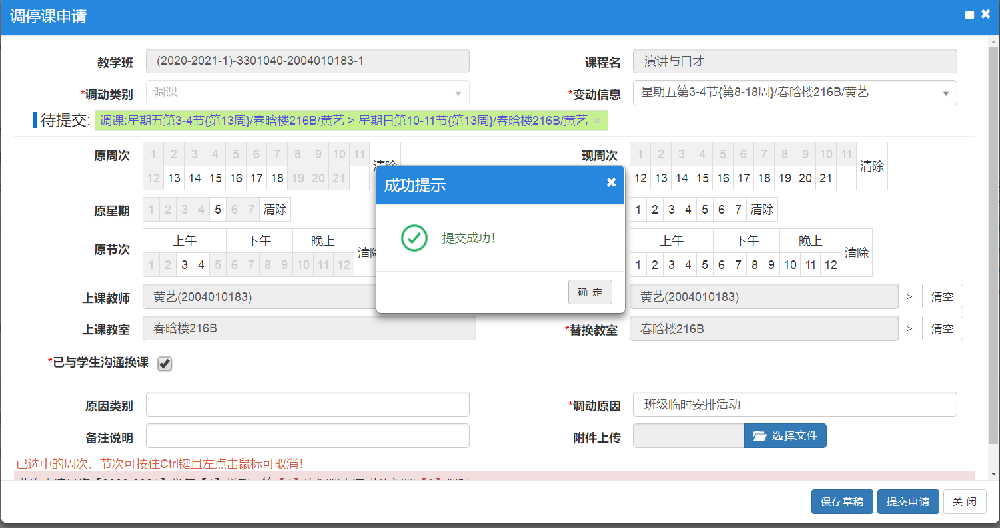 调停课申请
教学班 (2020-2021-1)-3301040-2004010183-1 课程名 演讲与口才
*调动类别 调课 *变动信息 星期五第3-4节{第8-18周}/春晗楼216B/黄艺
待提交: 调课:星期五第3-4节{第13周}/春晗楼216B/黄艺 > 星期日第10-11节{第13周}/春晗楼216B/黄艺 ×
原周次 1 2 3 4 5 6 7 8 9 10 11 清除 现周次 1 2 3 4 5 6 7 8 9 10 11 清除
12 13 14 15 16 17 18 19 20 21 12 13 14 15 16 17 18 19 20 21
成功提示
原星期 1 2 3 4 5 6 7 清除 1 2 3 4 5 6 7 清除
提交成功！
原节次 上午 下午 晚上 清除 上午 下午 晚上 清除
1 2 3 4 5 6 7 8 9 10 11 12 1 2 3 4 5 6 7 8 9 10 11 12
确 定
上课教师 黄艺(2004010183) 黄艺(2004010183) > 清空
上课教室 春晗楼216B *替换教室 春晗楼216B > 清空
*已与学生沟通换课
原因类别 *调动原因 班级临时安排活动
备注说明 附件上传 选择文件
已选中的周次、节次可按住Ctrl键且左点击鼠标可取消！
保存草稿 提交申请 关 闭